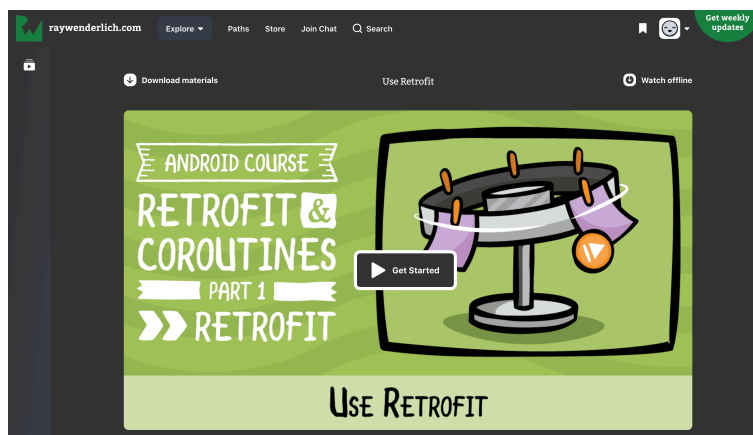 raywenderlich.com Explore Paths Store Join Chat Search
Get weekly
updates
Download materials Use Retrofit Watch offline
ANDROID COURSE
RETROFIT &
COROUTINES
PART 1
RETROFIT
Get Started
USE RETROFIT